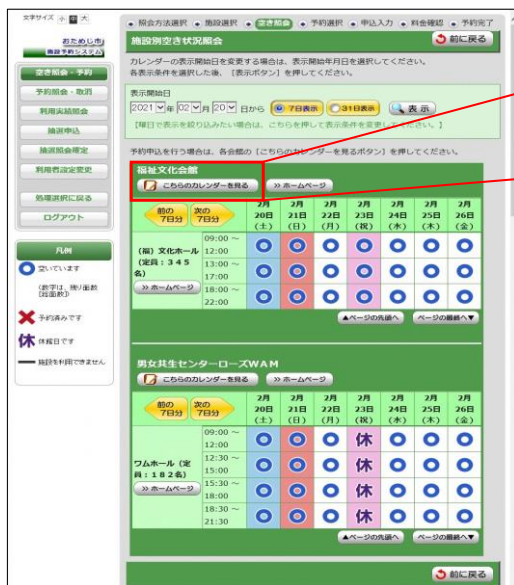 文字サイズ 小 中 大
● 照会方法選択 ● 施設選択 ● 空き照会 ● 予約選択 ● 申込入力 ● 料金確認 ● 予約完了
おためし市
施設予約システム
空き照会・予約
予約照会・取消
利用実績照会
抽選申込
抽選照会確定
利用者設定変更
処理選択に戻る
ログアウト
凡例
空いています
(数字は、残り面数
[総面数])
予約済みです
休 休館日です
施設を利用できません
施設別空き状況照会
前に戻る
カレンダーの表示開始日を変更する場合は、表示開始年月日を選択してください。
各表示条件を選択した後、［表示ボタン］を押してください。
表示開始日
2021 年 02 月 20 日から 7日表示 31日表示 表示
【曜日で表示を絞り込みたい場合は、こちらを押して表示条件を変更してください。】
予約申込を行う場合は、各会館の［こちらのカレンダーを見るボタン］を押してください。
福祉文化会館
こちらのカレンダーを見る >> ホームページ
前の7日分 次の7日分 2月20日(土) 2月21日(日) 2月22日(月) 2月23日(祝) 2月24日(水) 2月25日(木) 2月26日(金)
(福) 文化ホール(定員：345名)
>> ホームページ
09:00 ～ 12:00
13:00 ～ 17:00
18:00 ～ 22:00
▲ページの先頭へ ページの最終へ▼
男女共生センターローズWAM
こちらのカレンダーを見る >> ホームページ
前の7日分 次の7日分 2月20日(土) 2月21日(日) 2月22日(月) 2月23日(祝) 2月24日(水) 2月25日(木) 2月26日(金)
ワムホール(定員：182名)
>> ホームページ
09:00 ～ 12:00 休
12:30 ～ 15:00 休
15:30 ～ 18:00 休
18:30 ～ 21:30 休
▲ページの先頭へ ページの最終へ▼
前に戻る